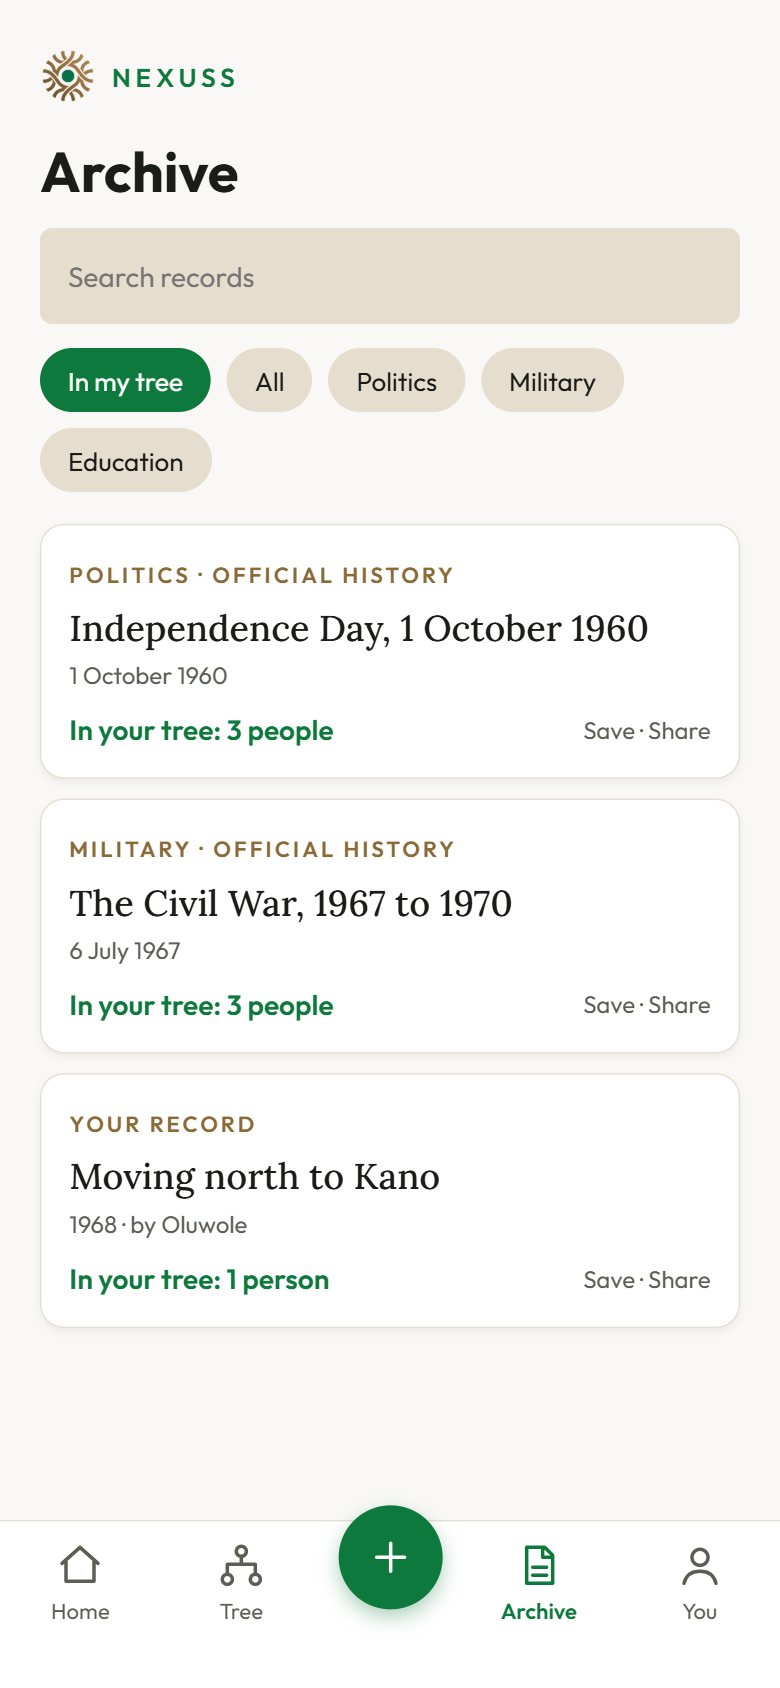 NEXUSS
Archive
Search records
In my tree
All
Politics
Military
Education
POLITICS · OFFICIAL HISTORY
Independence Day, 1 October 1960
1 October 1960
In your tree: 3 people
Save · Share
MILITARY · OFFICIAL HISTORY
The Civil War, 1967 to 1970
6 July 1967
In your tree: 3 people
Save · Share
YOUR RECORD
Moving north to Kano
1968 · by Oluwole
In your tree: 1 person
Save · Share
Home
Tree
Archive
You